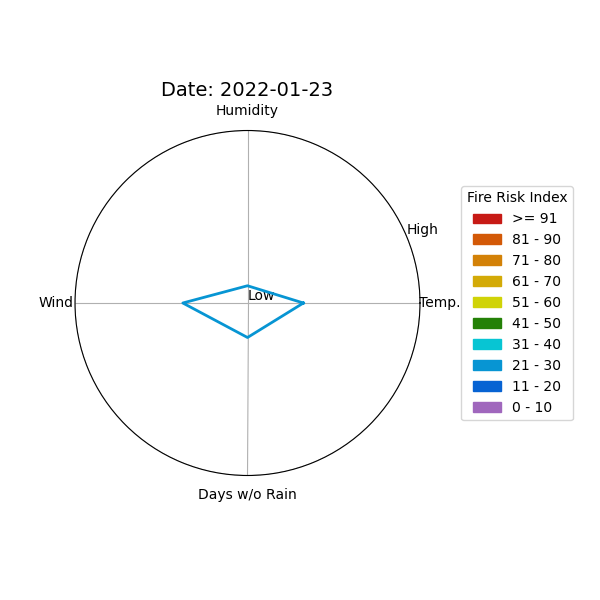 Date: 2022-01-23
Humidity
High
Low
Wind
Temp.
Days w/o Rain
Fire Risk Index
>= 91
81 - 90
71 - 80
61 - 70
51 - 60
41 - 50
31 - 40
21 - 30
11 - 20
0 - 10